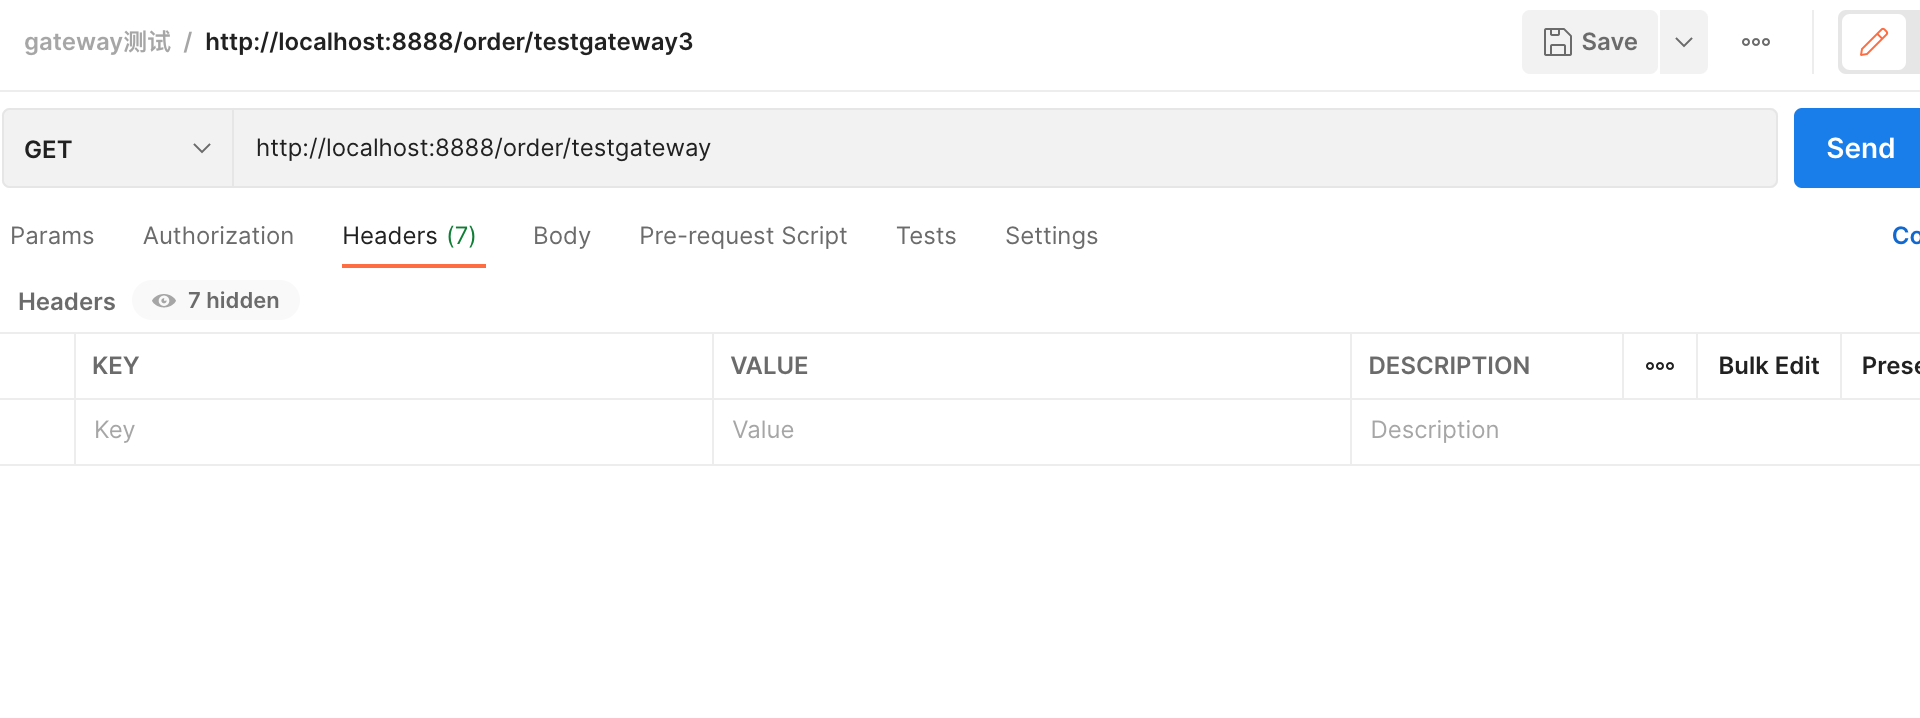 gateway测试 / http://localhost:8888/order/testgateway3
Save
GET
http://localhost:8888/order/testgateway
Send
Params Authorization Headers (7) Body Pre-request Script Tests Settings Co
Headers 7 hidden
KEY VALUE DESCRIPTION Bulk Edit Prese
Key Value Description